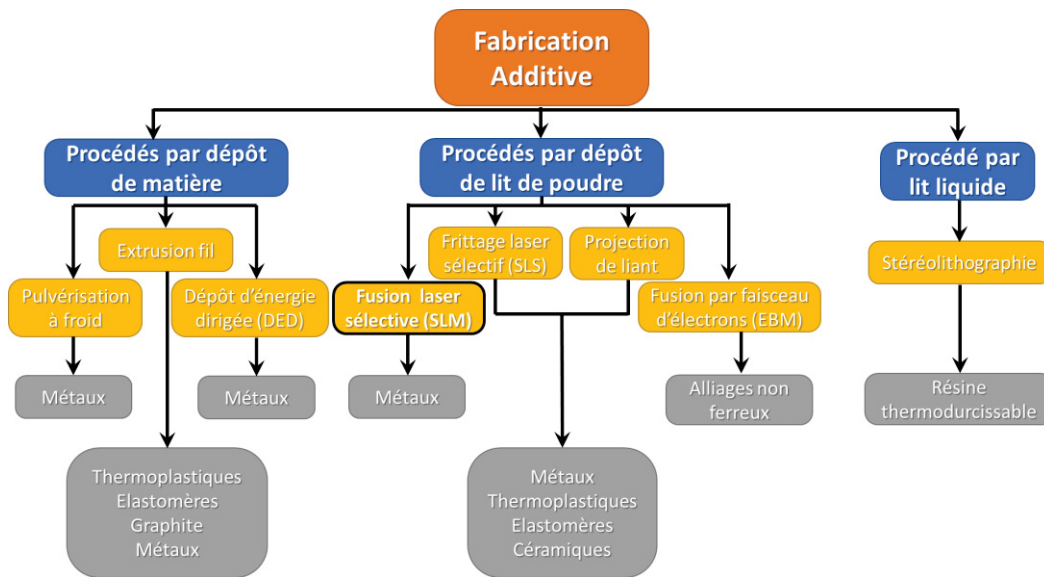 Fabrication
Additive
Procédés par dépôt
de matière
Procédés par dépôt
de lit de poudre
Procédé par
lit liquide
Extrusion fil
Pulvérisation
à froid
Dépôt d'énergie
dirigée (DED)
Frittage laser
sélectif (SLS)
Projection
de liant
Fusion laser
sélective (SLM)
Fusion par faisceau
d'électrons (EBM)
Stéréolithographie
Métaux
Métaux
Métaux
Alliages non
ferreux
Résine
thermodurcissable
Thermoplastiques
Elastomères
Graphite
Métaux
Métaux
Thermoplastiques
Elastomères
Céramiques